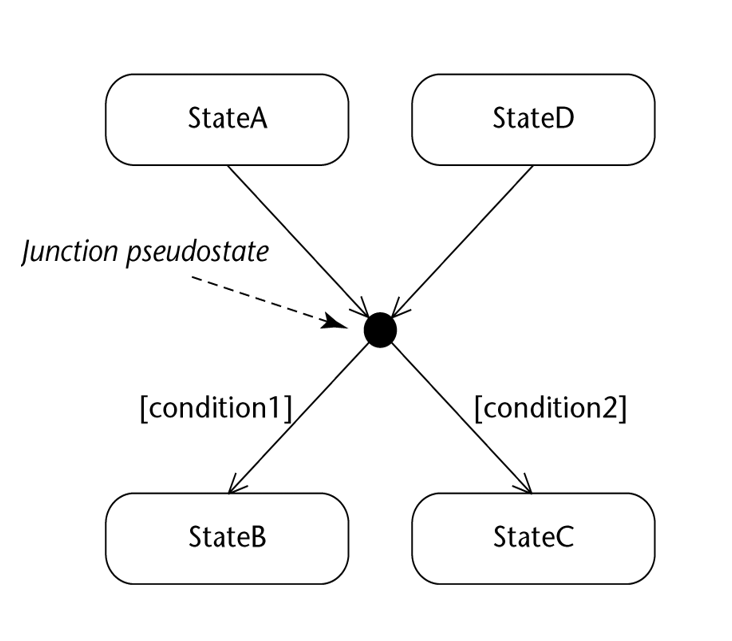 StateA
StateD
Junction pseudostate
[condition1]
[condition2]
StateB
StateC